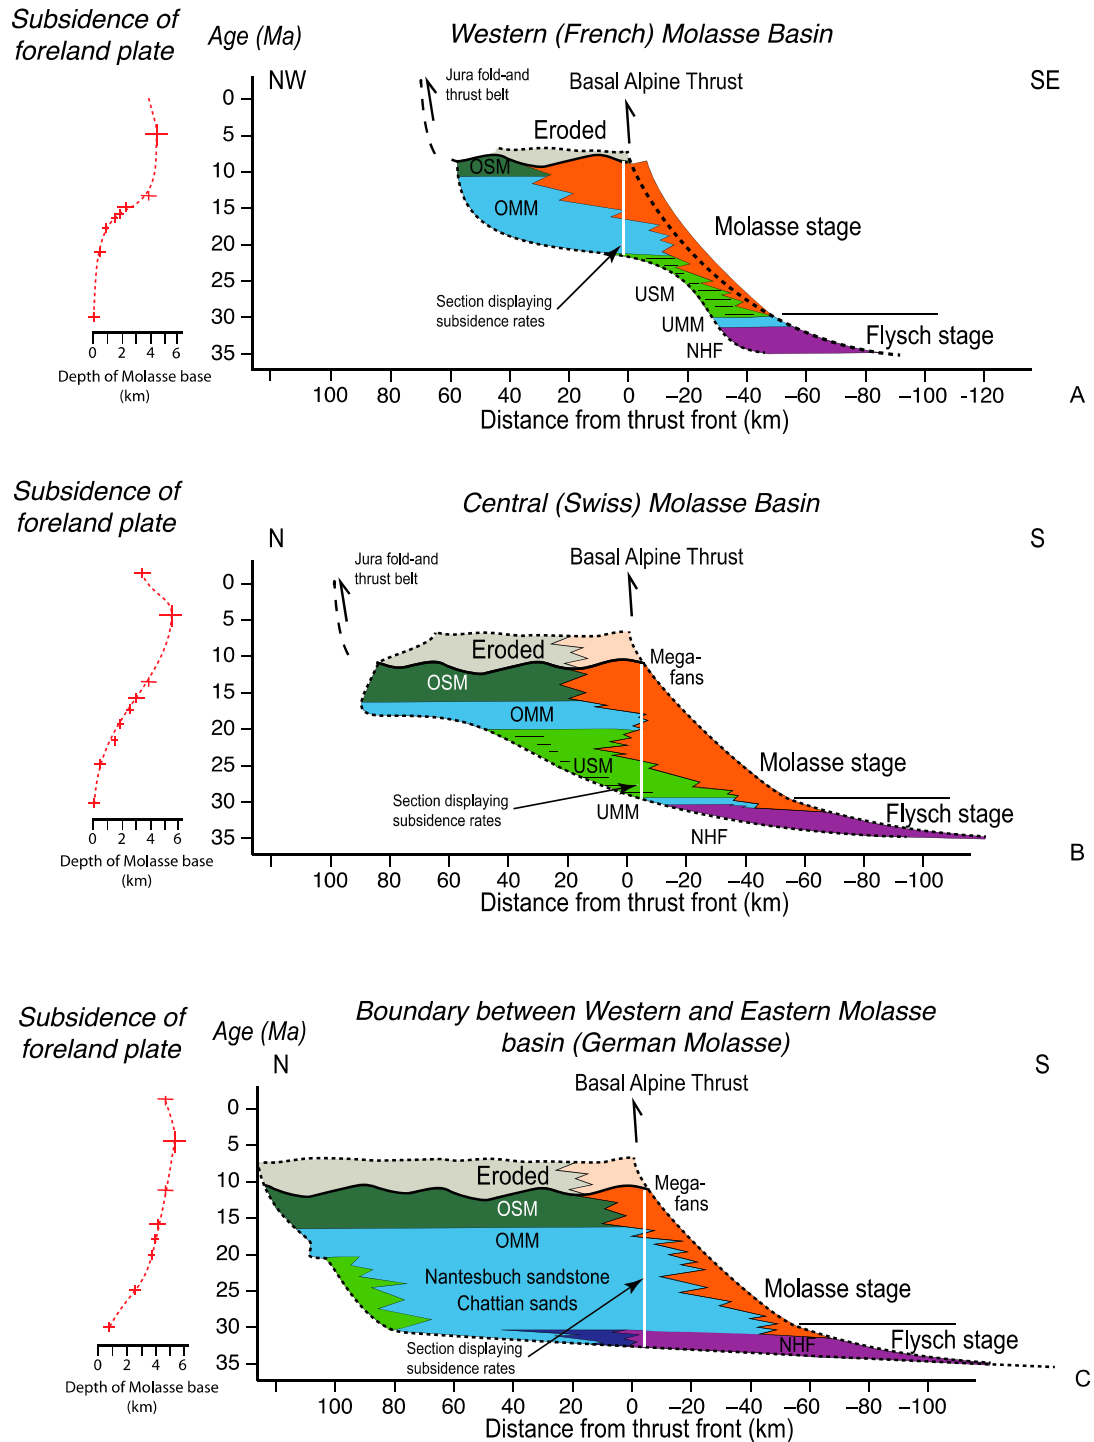 Subsidence of
foreland plate
Age (Ma)
Western (French) Molasse Basin
NW
Jura fold-and
thrust belt
Basal Alpine Thrust
SE
Eroded
OSM
OMM
Molasse stage
Section displaying
subsidence rates
USM
UMM
NHF
Flysch stage
0
5
10
15
20
25
30
35
0 2 4 6
Depth of Molasse base
(km)
100 80 60 40 20 0 –20 –40 –60 –80 –100 -120
Distance from thrust front (km)
A
Subsidence of
foreland plate
Central (Swiss) Molasse Basin
N
Jura fold-and
thrust belt
Basal Alpine Thrust
S
Eroded
Mega-
fans
OSM
OMM
USM
Molasse stage
Section displaying
subsidence rates
UMM
NHF
Flysch stage
0
5
10
15
20
25
30
35
0 2 4 6
Depth of Molasse base
(km)
100 80 60 40 20 0 –20 –40 –60 –80 –100
Distance from thrust front (km)
B
Subsidence of
foreland plate
Age (Ma)
Boundary between Western and Eastern Molasse
basin (German Molasse)
N
Basal Alpine Thrust
S
Eroded
Mega-
fans
OSM
OMM
Nantesbuch sandstone
Chattian sands
Molasse stage
Section displaying
subsidence rates
NHF
Flysch stage
0
5
10
15
20
25
30
35
0 2 4 6
Depth of Molasse base
(km)
100 80 60 40 20 0 –20 –40 –60 –80 –100
Distance from thrust front (km)
C